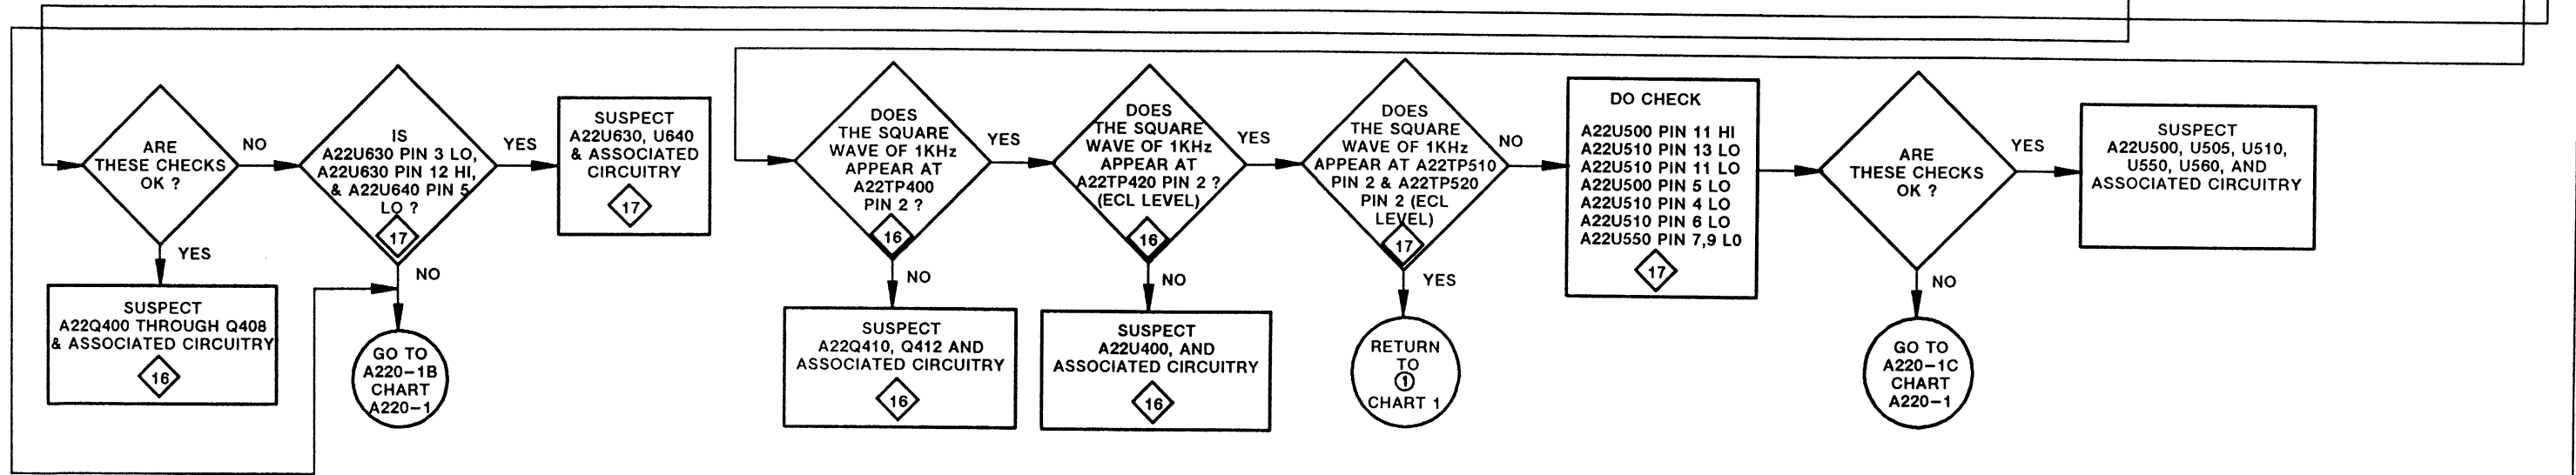 ARE
THESE CHECKS
OK ?
NO
YES
SUSPECT
A22Q400 THROUGH Q408
& ASSOCIATED CIRCUITRY
16
IS
A22U630 PIN 3 LO,
A22U630 PIN 12 HI,
& A22U640 PIN 5
LO ?
17
YES
NO
GO TO
A220-1B
CHART
A220-1
SUSPECT
A22U630, U640
& ASSOCIATED
CIRCUITRY
17
DOES
THE SQUARE
WAVE OF 1KHz
APPEAR AT
A22TP400
PIN 2 ?
16
YES
NO
SUSPECT
A22Q410, Q412 AND
ASSOCIATED CIRCUITRY
16
DOES
THE SQUARE
WAVE OF 1KHz
APPEAR AT
A22TP420 PIN 2 ?
(ECL LEVEL)
16
YES
NO
SUSPECT
A22U400, AND
ASSOCIATED CIRCUITRY
16
DOES
THE SQUARE
WAVE OF 1KHz
APPEAR AT A22TP510
PIN 2 & A22TP520
PIN 2 (ECL
LEVEL)
17
NO
YES
RETURN
TO
1
CHART 1
DO CHECK
A22U500 PIN 11 HI
A22U510 PIN 13 LO
A22U510 PIN 11 LO
A22U500 PIN 5 LO
A22U510 PIN 4 LO
A22U510 PIN 6 LO
A22U550 PIN 7,9 L0
17
ARE
THESE CHECKS
OK ?
YES
NO
GO TO
A220-1C
CHART
A220-1
SUSPECT
A22U500, U505, U510,
U550, U560, AND
ASSOCIATED CIRCUITRY